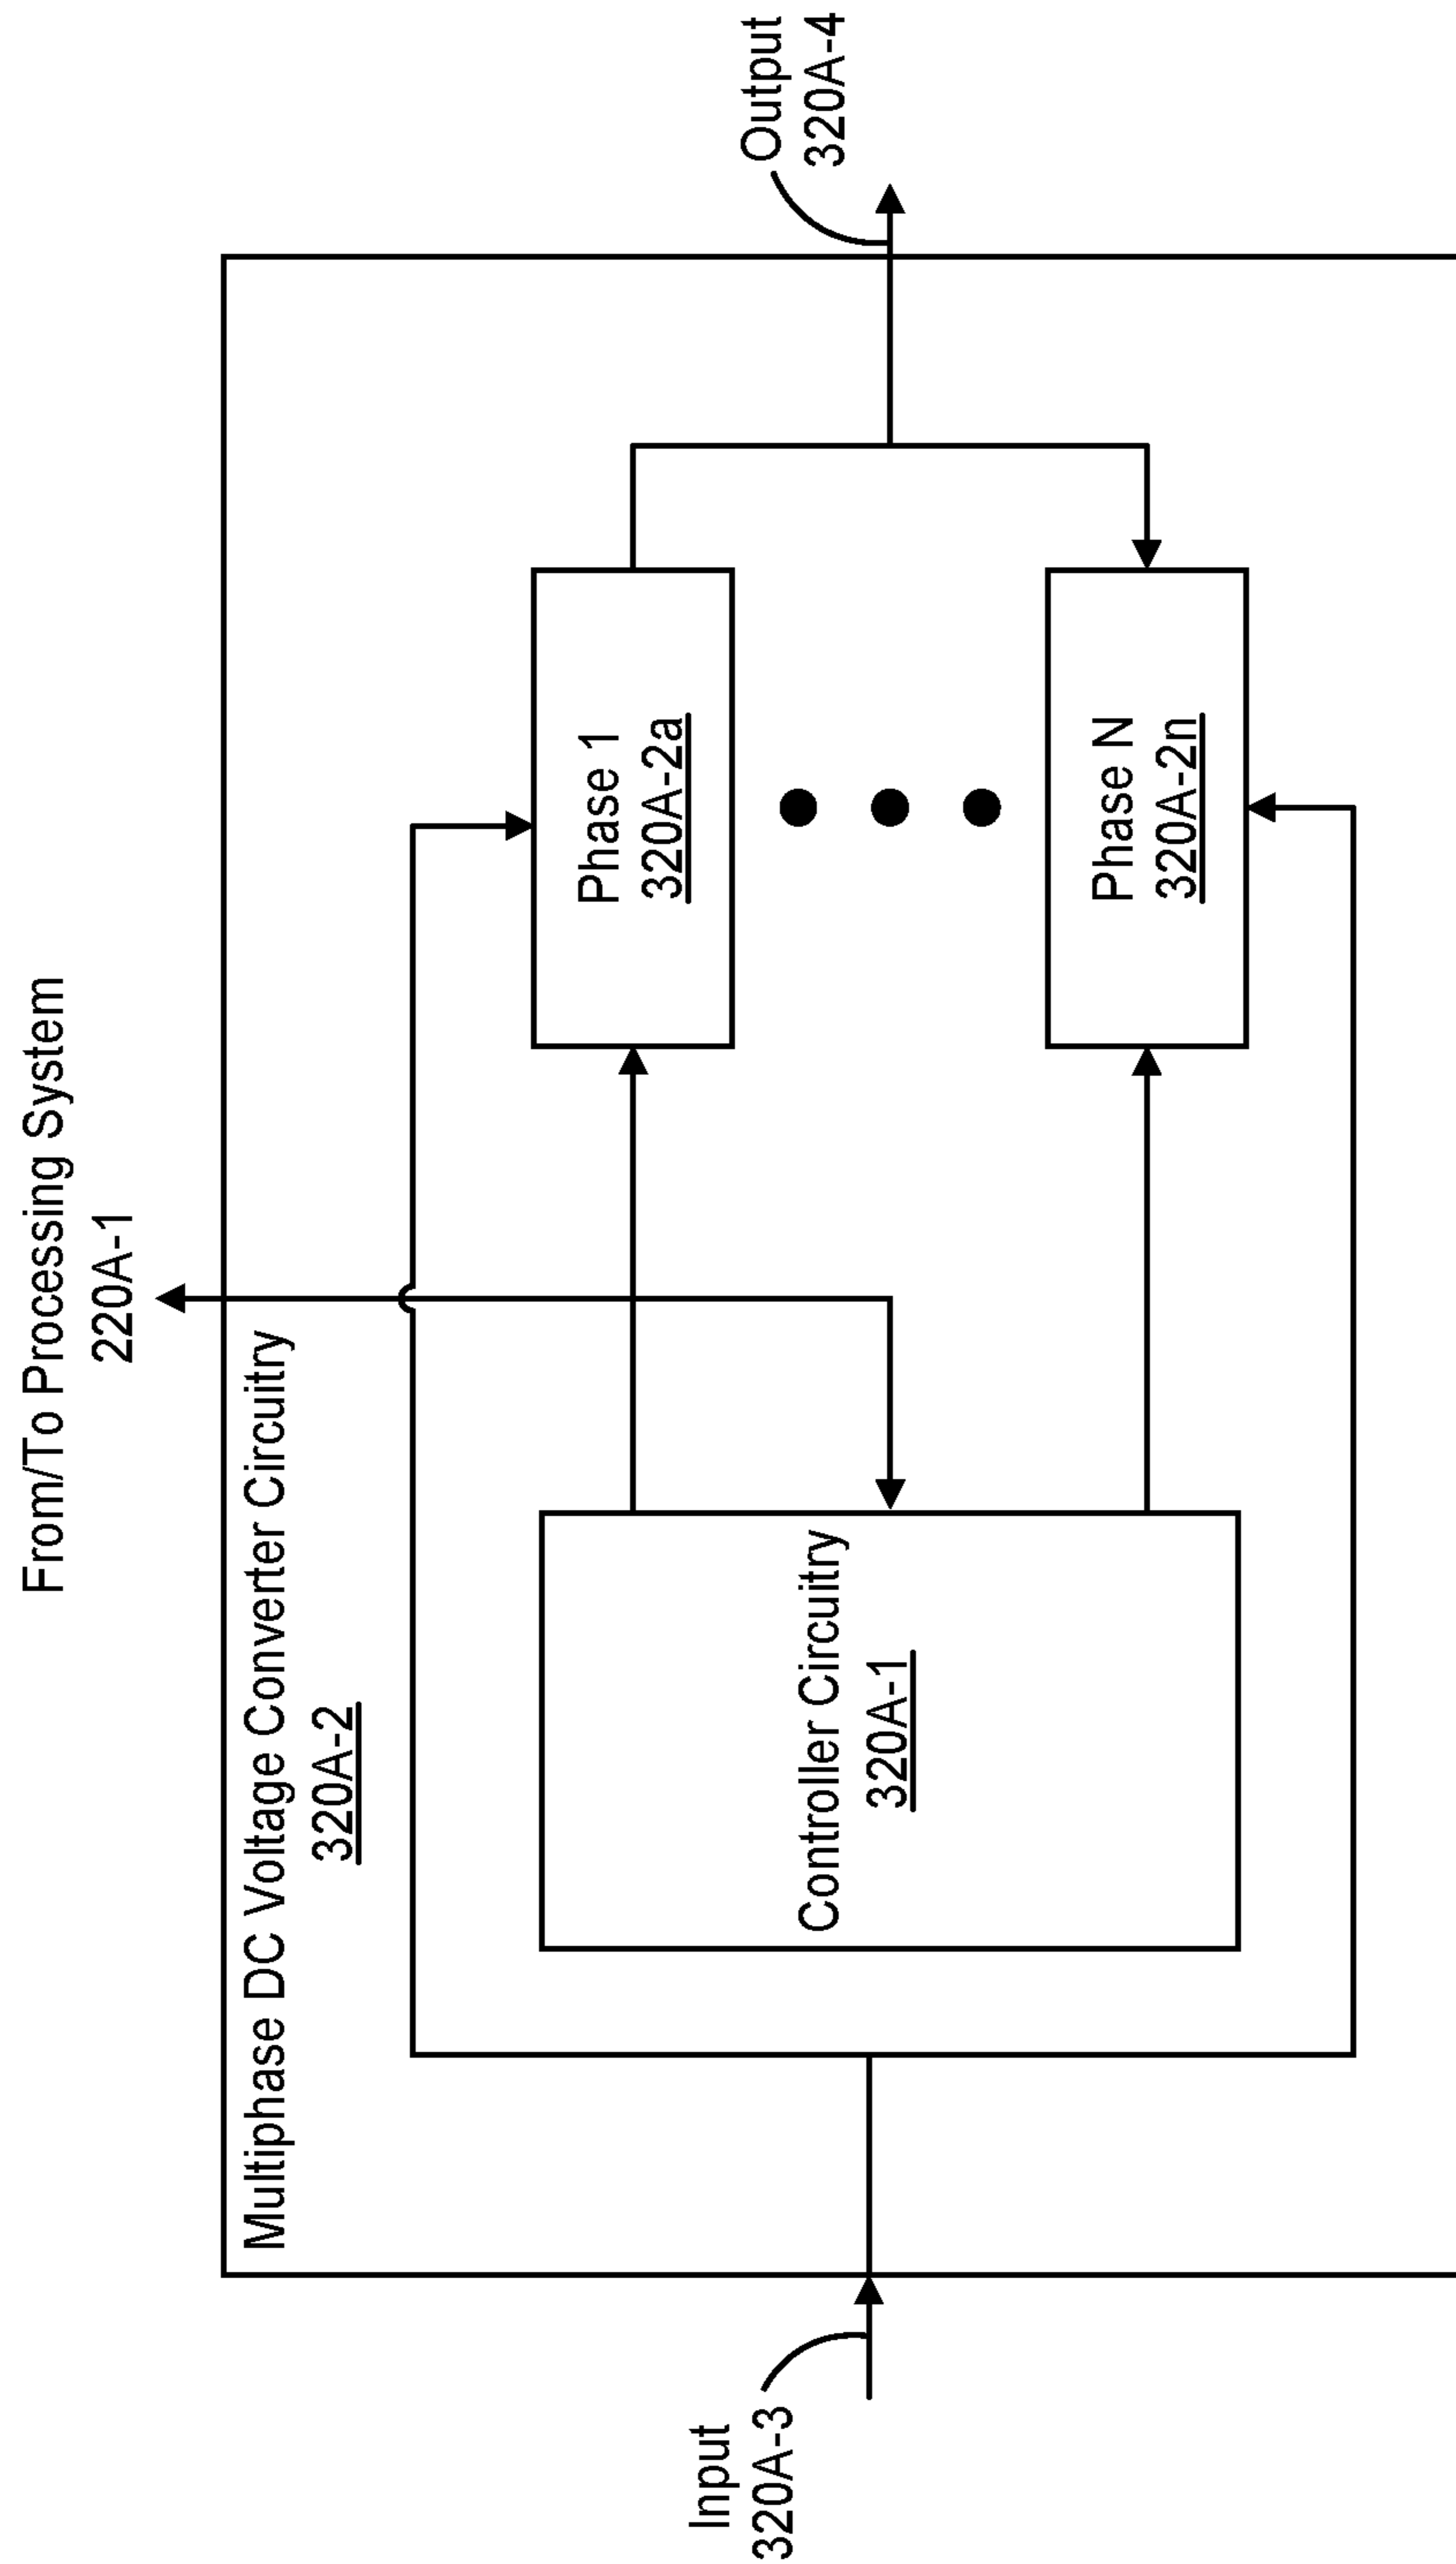 From/To Processing System
220A-1
Multiphase DC Voltage Converter Circuitry
320A-2
Input
320A-3
Controller Circuitry
320A-1
Phase 1
320A-2a
Phase N
320A-2n
Output
320A-4